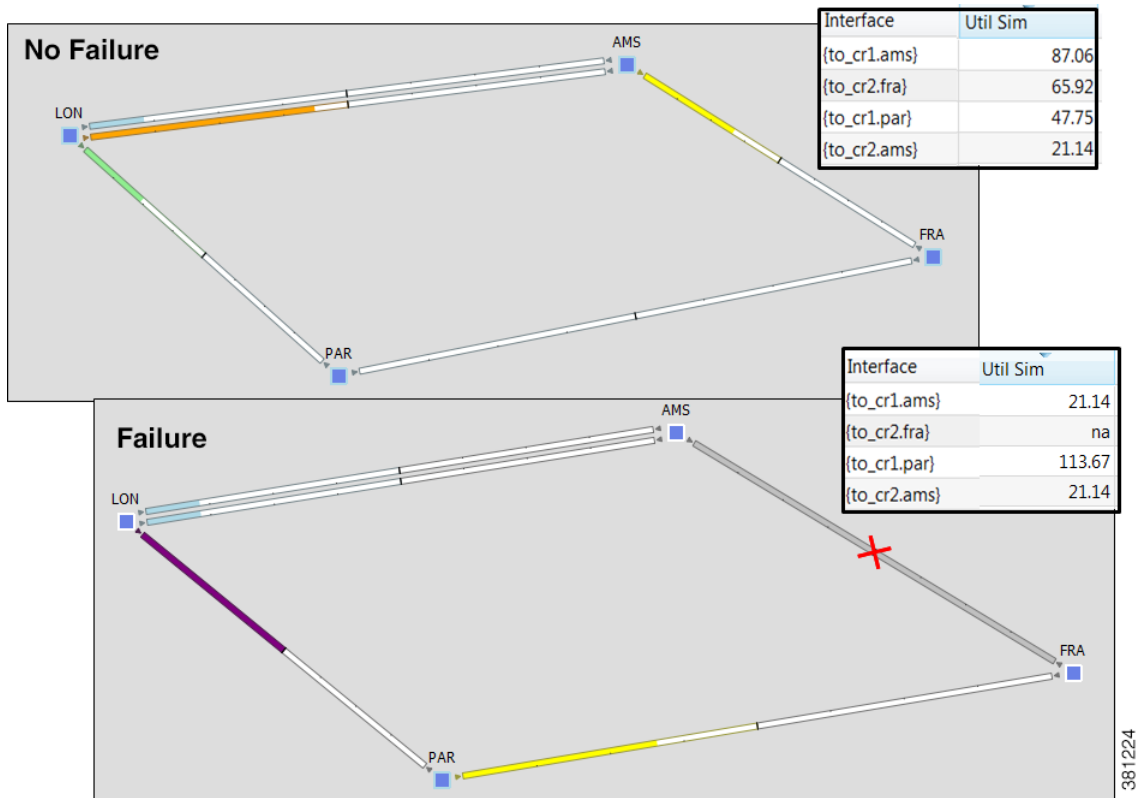 No Failure
AMS
LON
FRA
PAR
Interface Util Sim
{to_cr1.ams} 87.06
{to_cr2.fra} 65.92
{to_cr1.par} 47.75
{to_cr2.ams} 21.14
Failure
AMS
LON
FRA
PAR
Interface Util Sim
{to_cr1.ams} 21.14
{to_cr2.fra} na
{to_cr1.par} 113.67
{to_cr2.ams} 21.14
381224